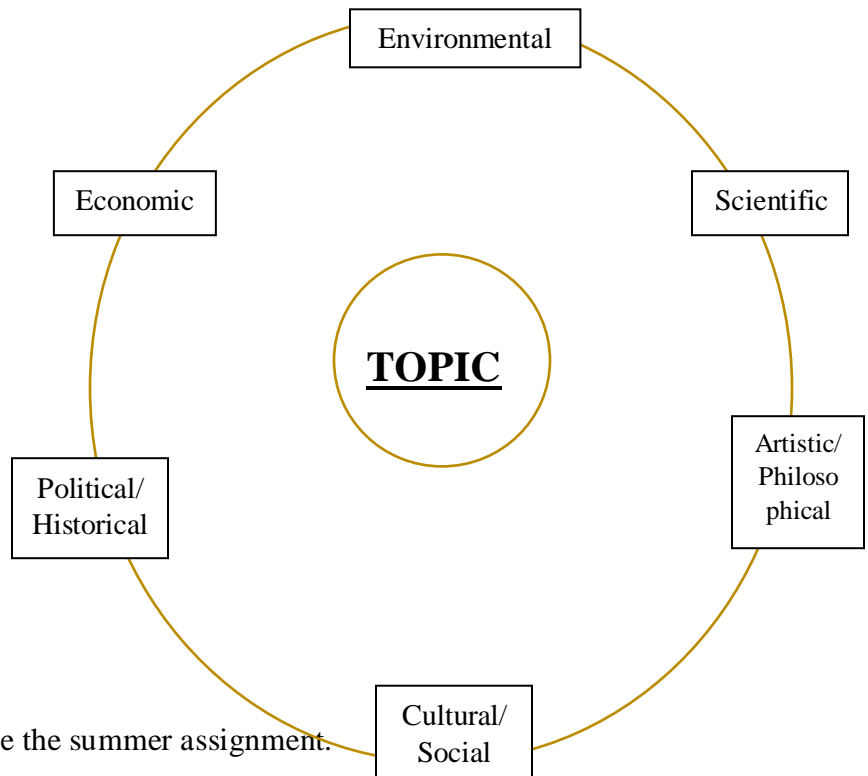 Environmental
Economic
Scientific
TOPIC
Artistic/
Philoso
phical
Political/
Historical
Cultural/
Social
e the summer assignment.